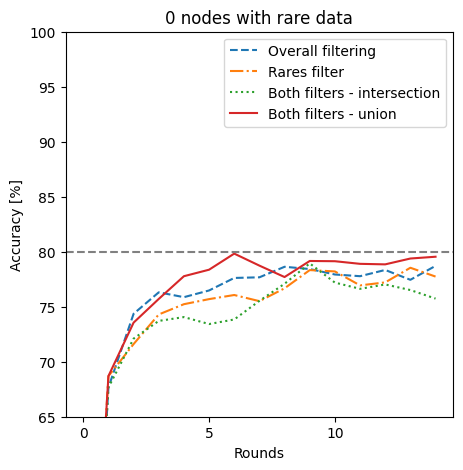 0 nodes with rare data
Overall filtering
Rares filter
Both filters - intersection
Both filters - union
Accuracy [%]
100
95
90
85
80
75
70
65
0
5
10
Rounds